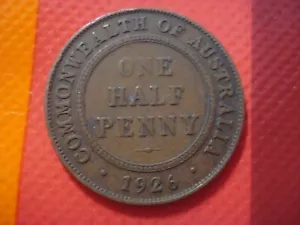 COMMONWEALTH OF AUSTRALIA
ONE
HALF
PENNY
1926